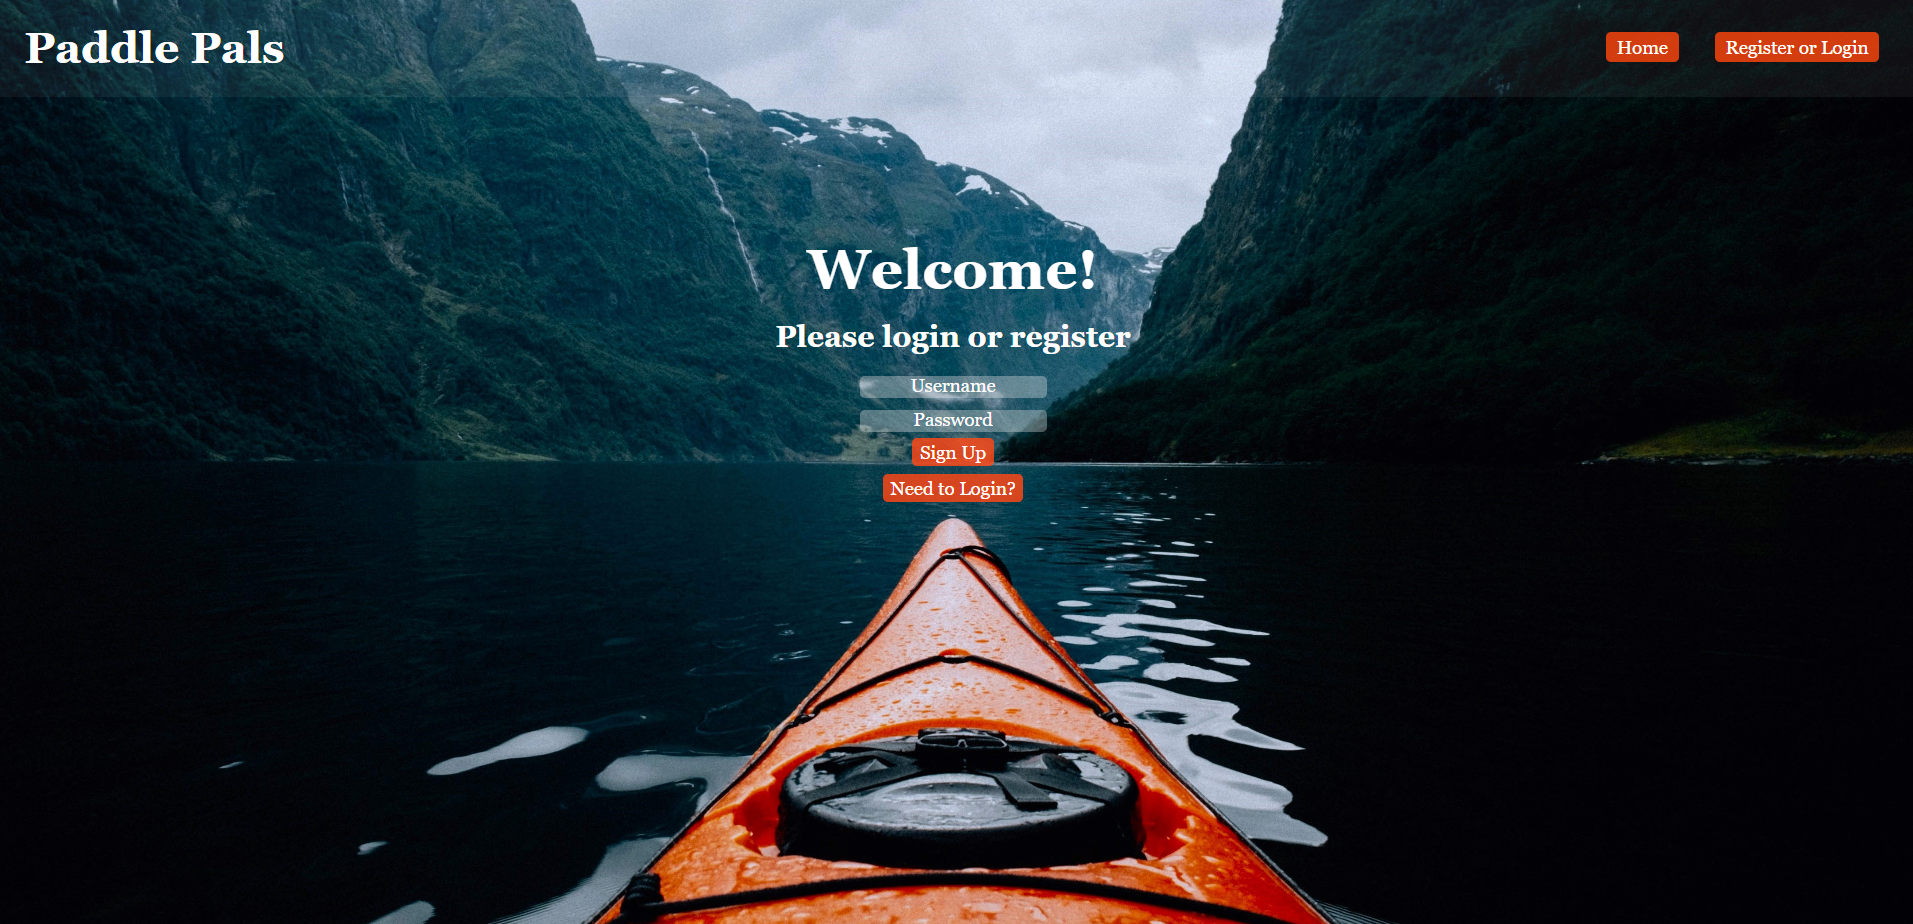 Paddle Pals
Home
Register or Login
Welcome!
Please login or register
Username
Password
Sign Up
Need to Login?